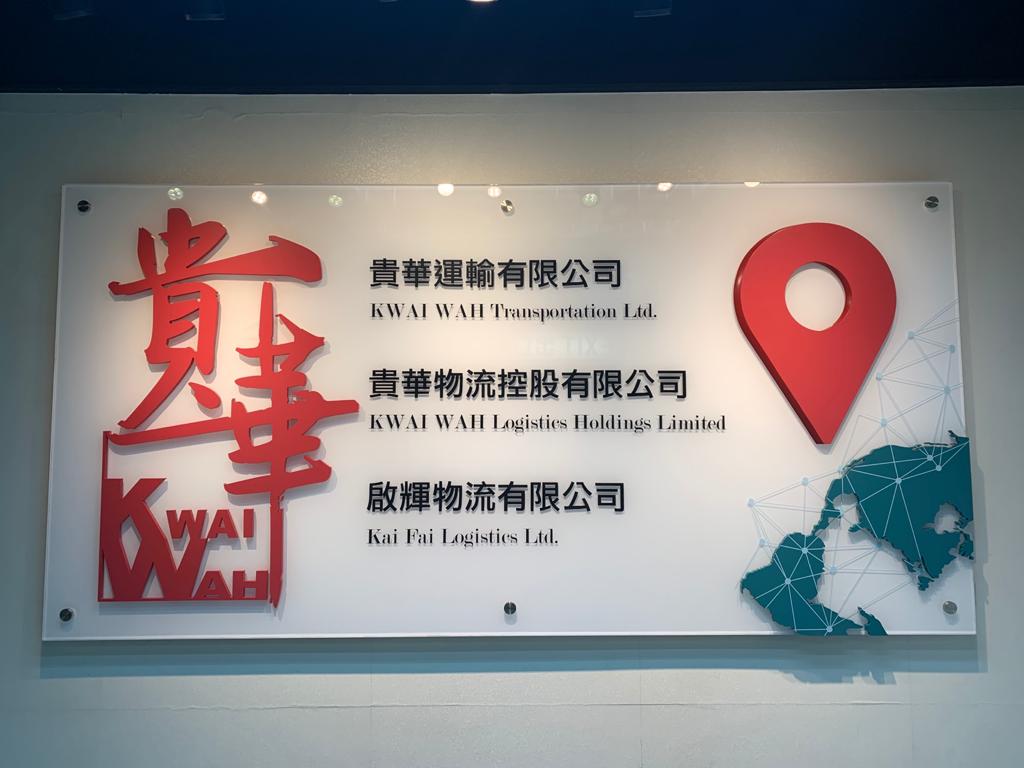 貴華
KWAI
WAH
貴華運輸有限公司
KWAI WAH Transportation Ltd.
貴華物流控股有限公司
KWAI WAH Logistics Holdings Limited
啟輝物流有限公司
Kai Fai Logistics Ltd.